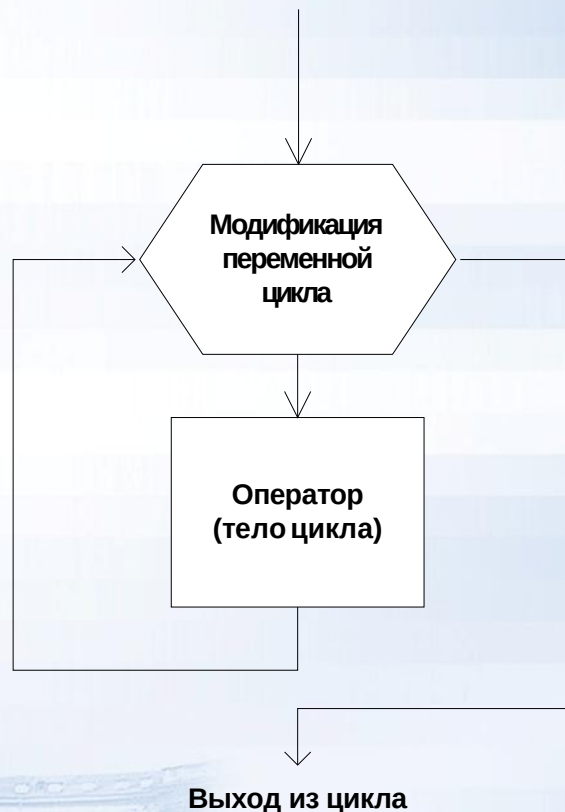 Модификация
переменной
цикла
Оператор
(тело цикла)
Выход из цикла